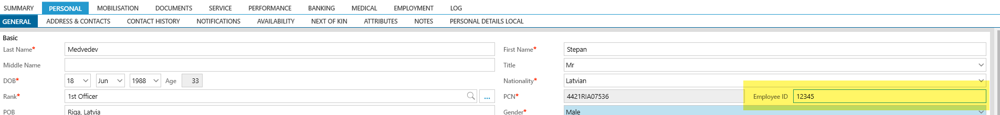 SUMMARY PERSONAL MOBILISATION DOCUMENTS SERVICE PERFORMANCE BANKING MEDICAL EMPLOYMENT LOG
GENERAL ADDRESS & CONTACTS CONTACT HISTORY NOTIFICATIONS AVAILABILITY NEXT OF KIN ATTRIBUTES NOTES PERSONAL DETAILS LOCAL
Basic
Last Name* Medvedev First Name* Stepan
Middle Name Title Mr
DOB* 18 Jun 1988 Age 33 Nationality* Latvian
Rank* 1st Officer ... PCN* 4421RIA07536 Employee ID 12345
POB Riga, Latvia Gender* Male